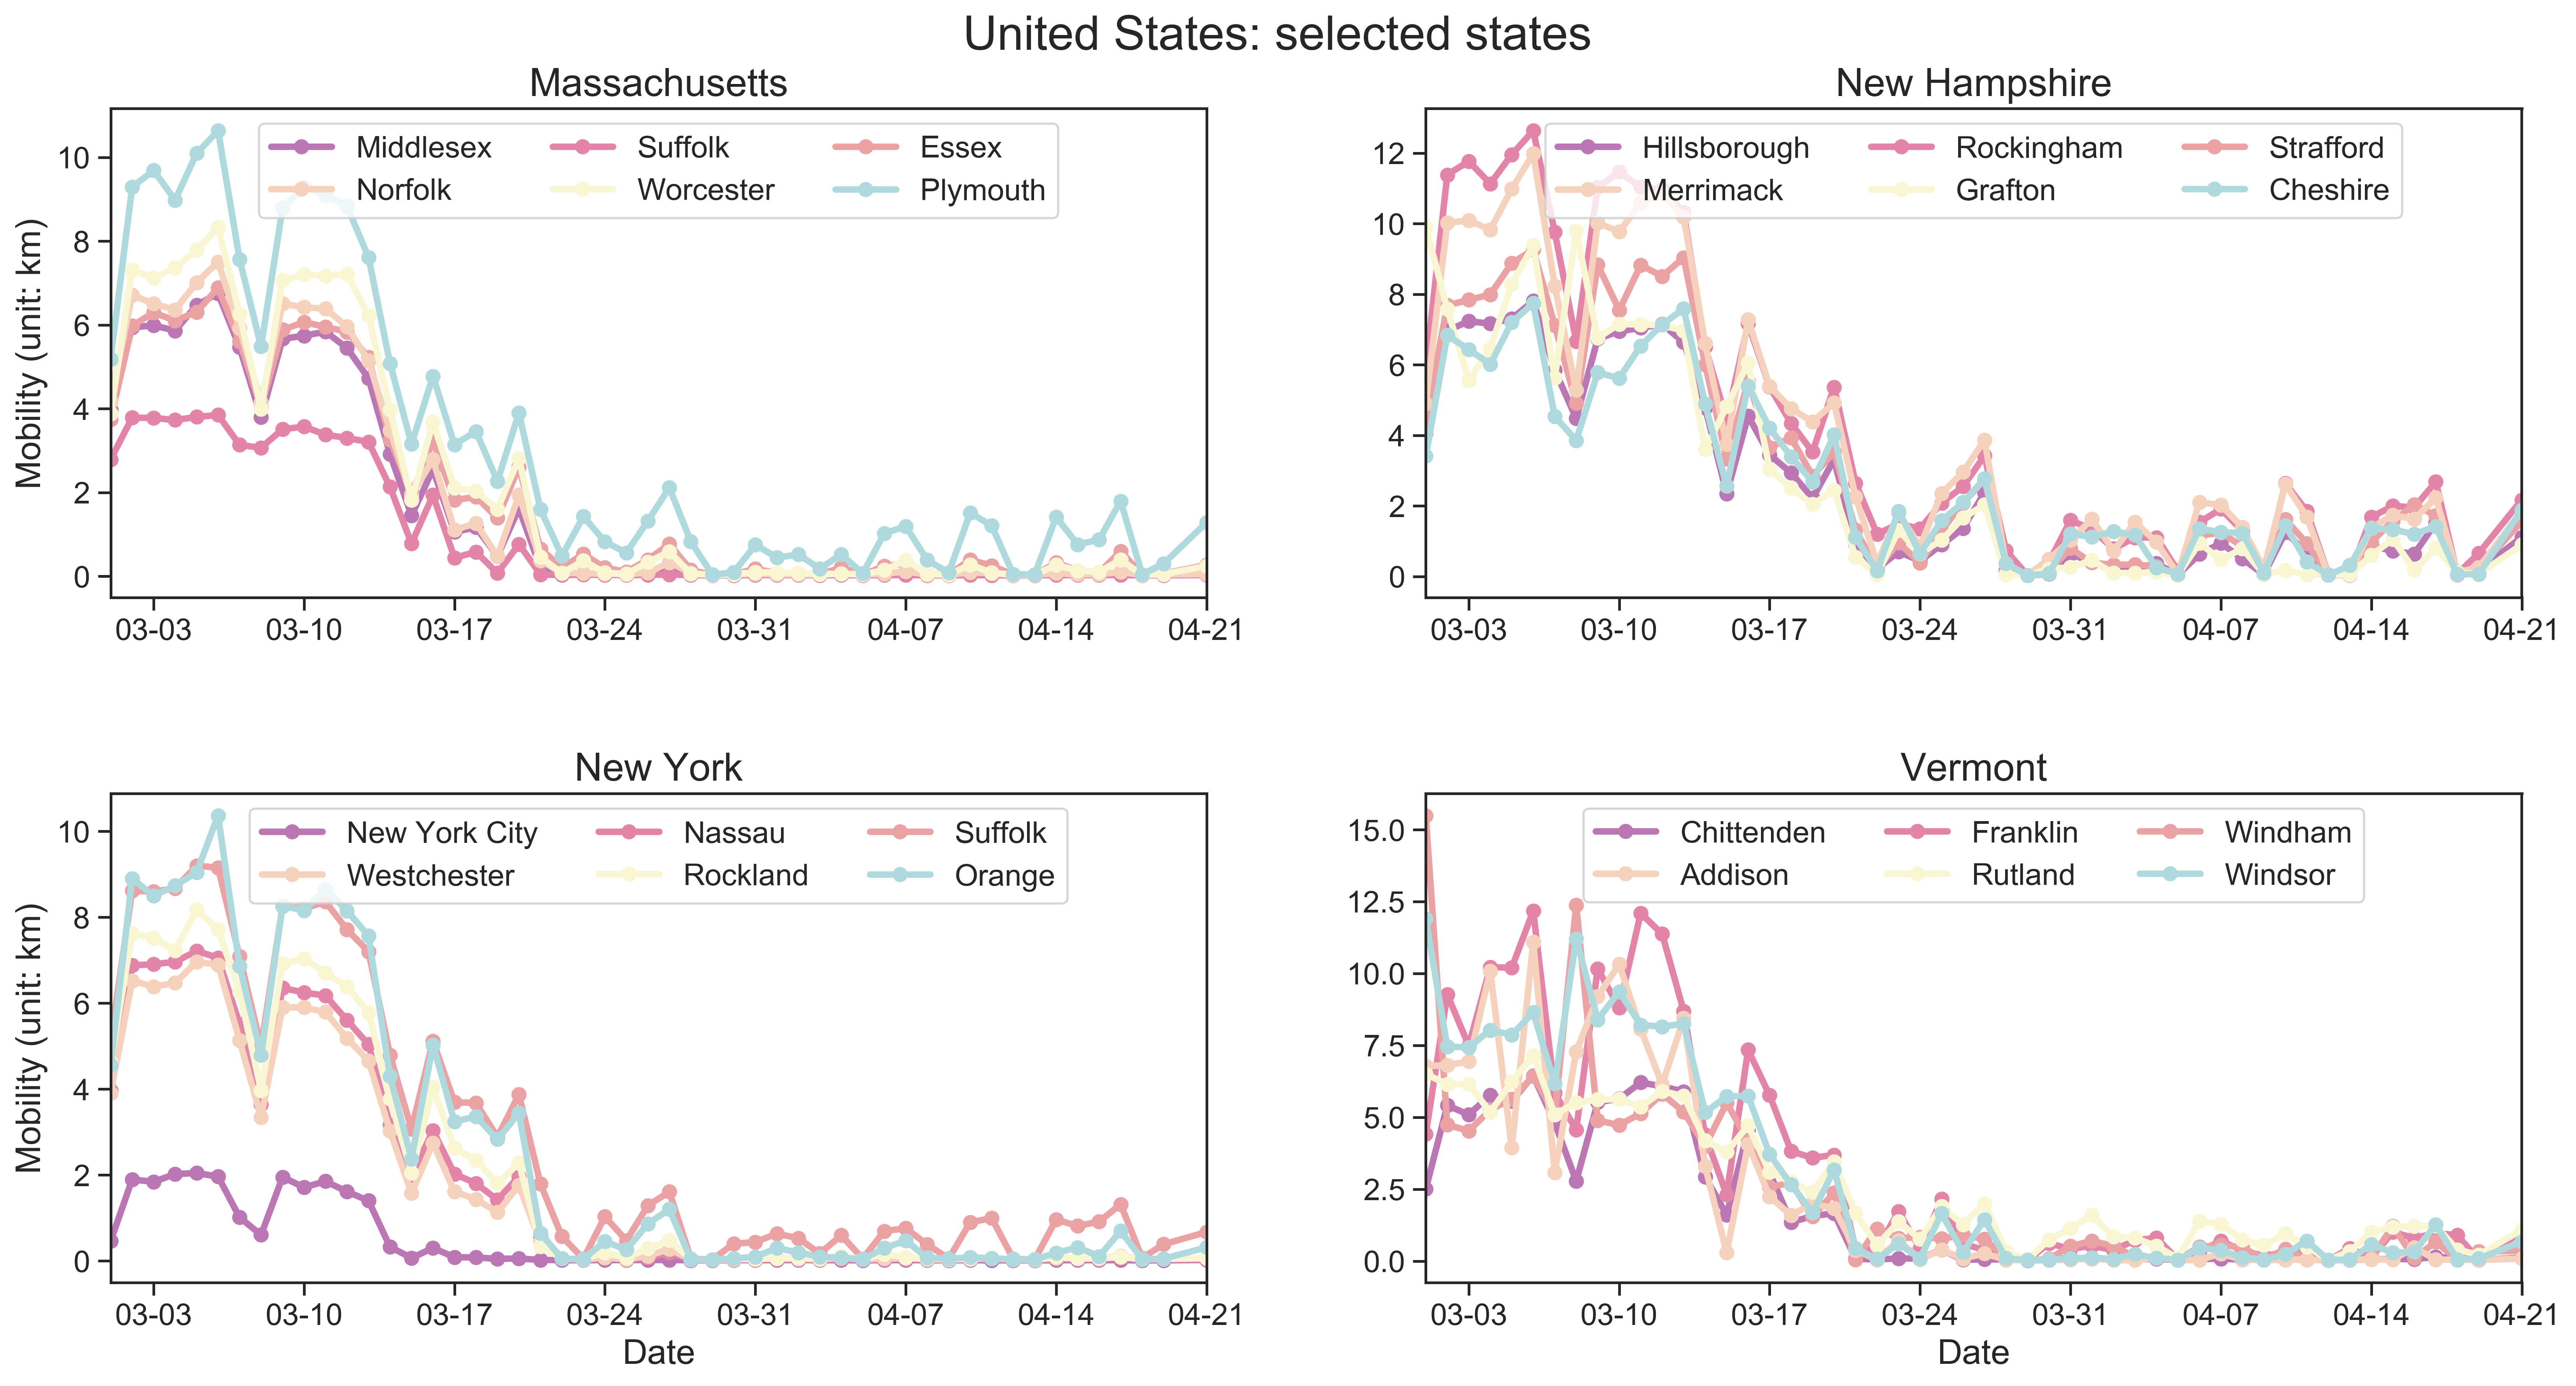 United States: selected states
Massachusetts
Mobility (unit: km)
10
8
6
4
2
0
Middlesex Suffolk Essex
Norfolk Worcester Plymouth
03-03 03-10 03-17 03-24 03-31 04-07 04-14 04-21
New Hampshire
12
10
8
6
4
2
0
Hillsborough Rockingham Strafford
Merrimack Grafton Cheshire
03-03 03-10 03-17 03-24 03-31 04-07 04-14 04-21
New York
Mobility (unit: km)
10
8
6
4
2
0
New York City Nassau Suffolk
Westchester Rockland Orange
03-03 03-10 03-17 03-24 03-31 04-07 04-14 04-21
Date
Vermont
15.0
12.5
10.0
7.5
5.0
2.5
0.0
Chittenden Franklin Windham
Addison Rutland Windsor
03-03 03-10 03-17 03-24 03-31 04-07 04-14 04-21
Date